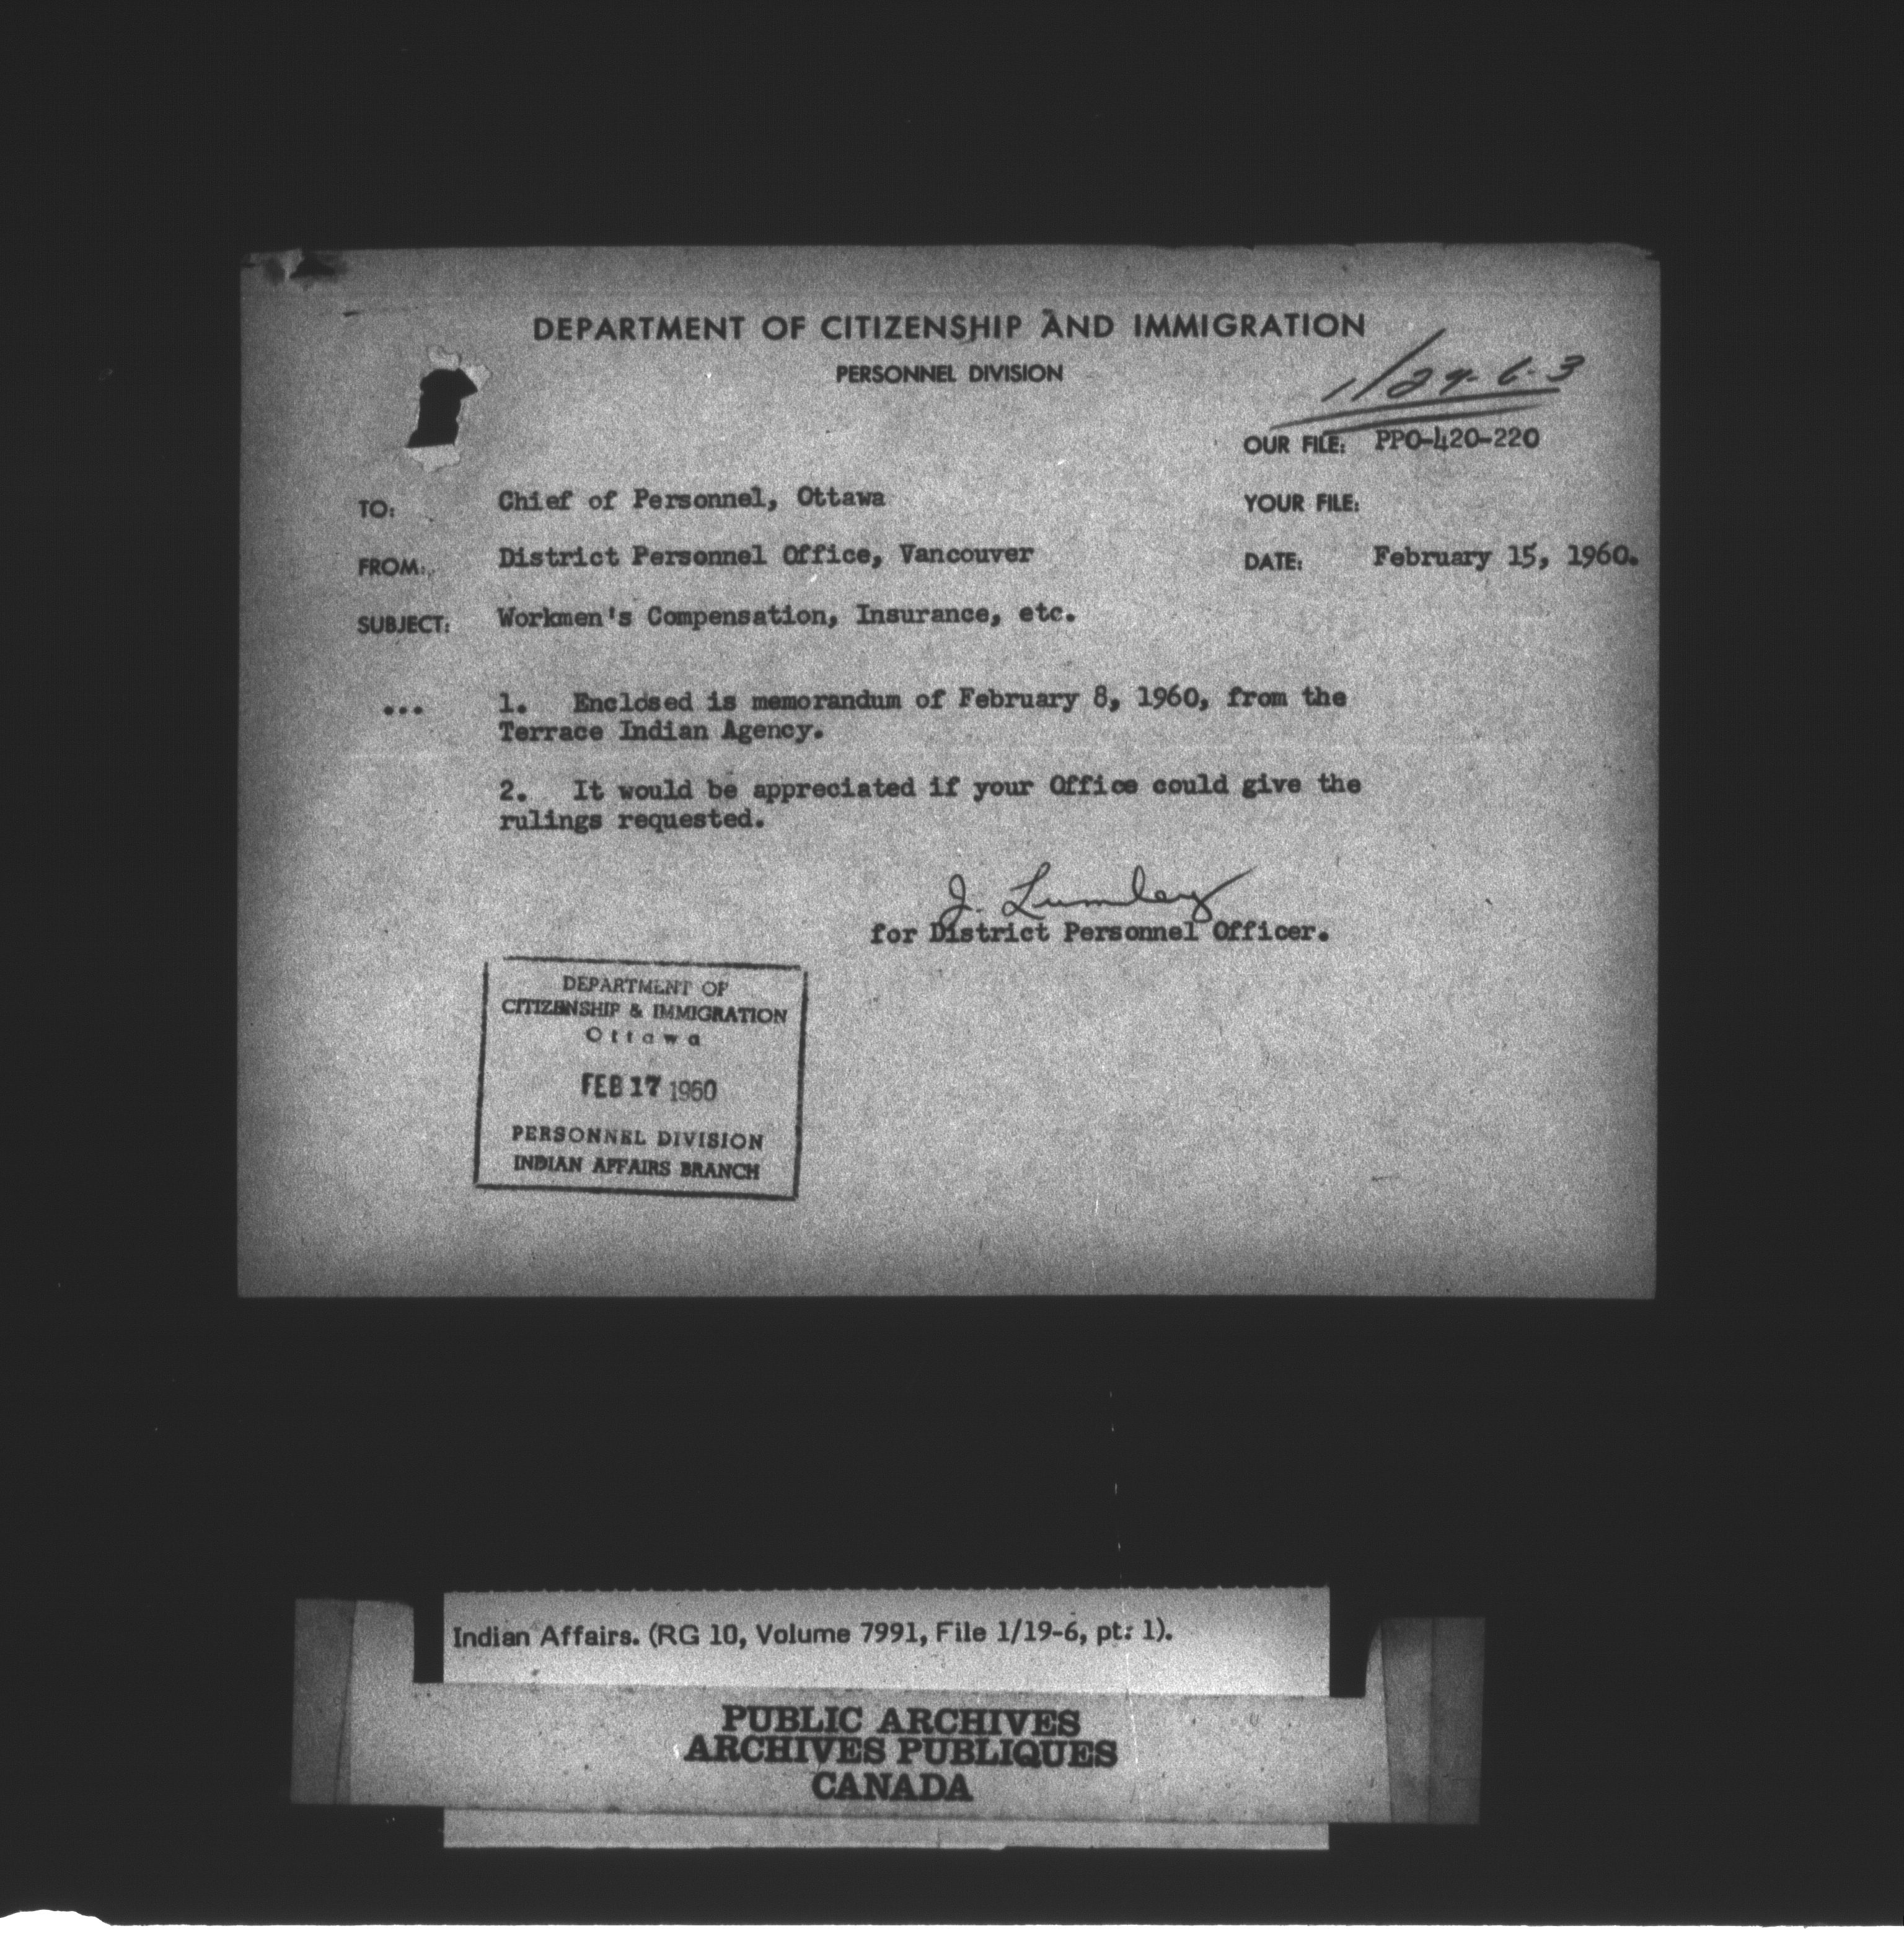 DEPARTMENT OF CITIZENSHIP AND IMMIGRATION
PERSONNEL DIVISION
1/29-6-3
OUR FILE: PPO-420-220
TO: Chief of Personnel, Ottawa
YOUR FILE:
FROM: District Personnel Office, Vancouver
DATE: February 15, 1960.
SUBJECT: Workmen's Compensation, Insurance, etc.
... 1. Enclosed is memorandum of February 8, 1960, from the
Terrace Indian Agency.
2. It would be appreciated if your Office could give the
rulings requested.
J. Lumley
for District Personnel Officer.
DEPARTMENT OF
CITIZENSHIP & IMMIGRATION
Ottawa
FEB 17 1960
PERSONNEL DIVISION
INDIAN AFFAIRS BRANCH
Indian Affairs. (RG 10, Volume 7991, File 1/19-6, pt: 1).
PUBLIC ARCHIVES
ARCHIVES PUBLIQUES
CANADA